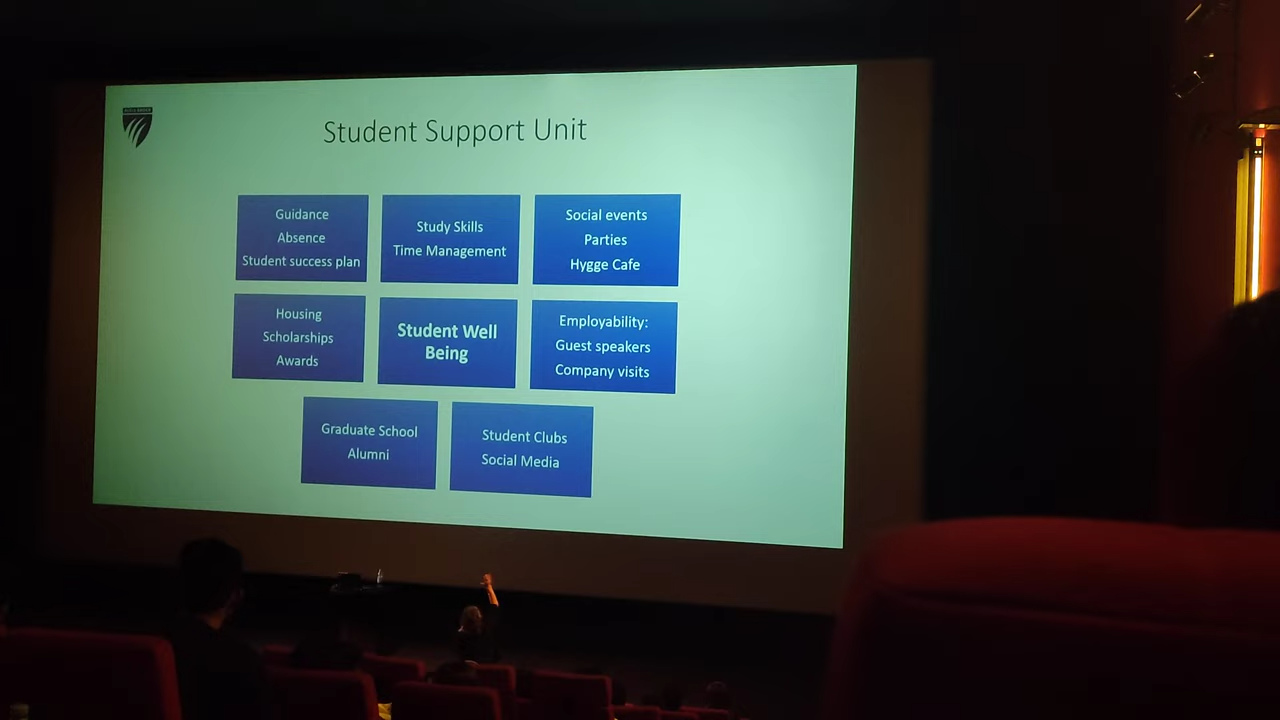 Student Support Unit
Guidance
Absence
Student success plan
Study Skills
Time Management
Social events
Parties
Hygge Cafe
Housing
Scholarships
Awards
Student Well
Being
Employability:
Guest speakers
Company visits
Graduate School
Alumni
Student Clubs
Social Media